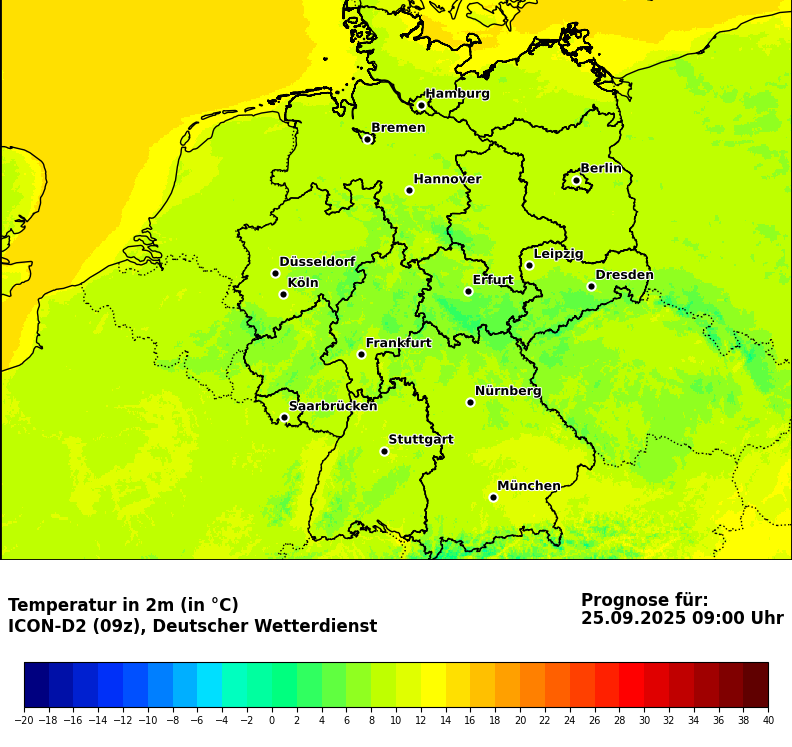 Hamburg
Bremen
Berlin
Hannover
Leipzig
Düsseldorf
Dresden
Köln
Erfurt
Frankfurt
Nürnberg
Saarbrücken
Stuttgart
München
Temperatur in 2m (in °C)
ICON-D2 (09z), Deutscher Wetterdienst
Prognose für:
25.09.2025 09:00 Uhr
−20 −18 −16 −14 −12 −10 −8 −6 −4 −2 0 2 4 6 8 10 12 14 16 18 20 22 24 26 28 30 32 34 36 38 40